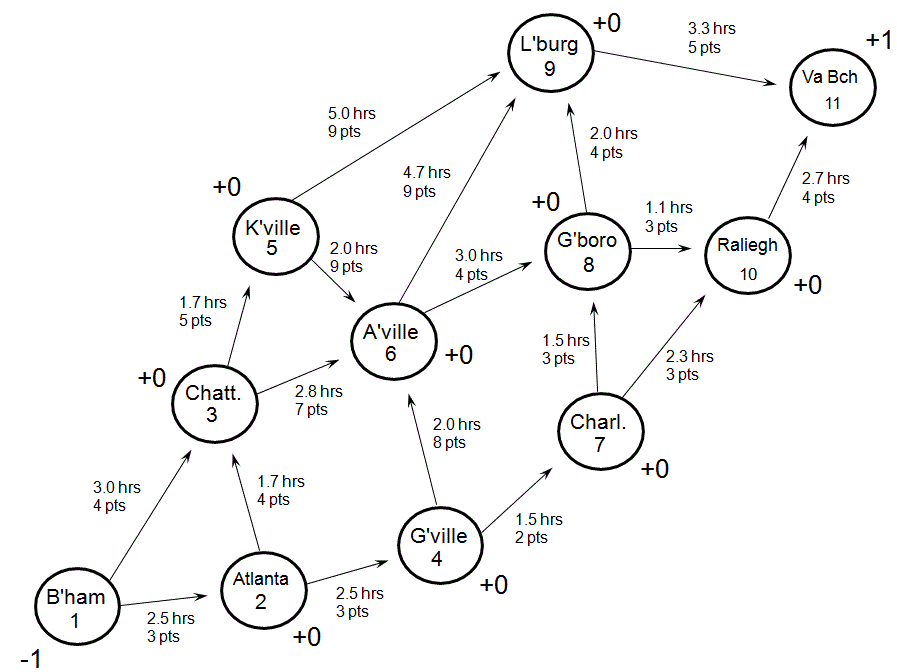 +0
L'burg
9
3.3 hrs
5 pts
+1
Va Bch
11
5.0 hrs
9 pts
2.0 hrs
4 pts
4.7 hrs
9 pts
2.7 hrs
4 pts
+0
K'ville
5
+0
G'boro
8
1.1 hrs
3 pts
Raliegh
10
+0
2.0 hrs
9 pts
3.0 hrs
4 pts
1.7 hrs
5 pts
A'ville
6
+0
1.5 hrs
3 pts
2.3 hrs
3 pts
+0
Chatt.
3
2.8 hrs
7 pts
Charl.
7
+0
2.0 hrs
8 pts
3.0 hrs
4 pts
1.7 hrs
4 pts
1.5 hrs
2 pts
G'ville
4
+0
B'ham
1
-1
2.5 hrs
3 pts
Atlanta
2
+0
2.5 hrs
3 pts